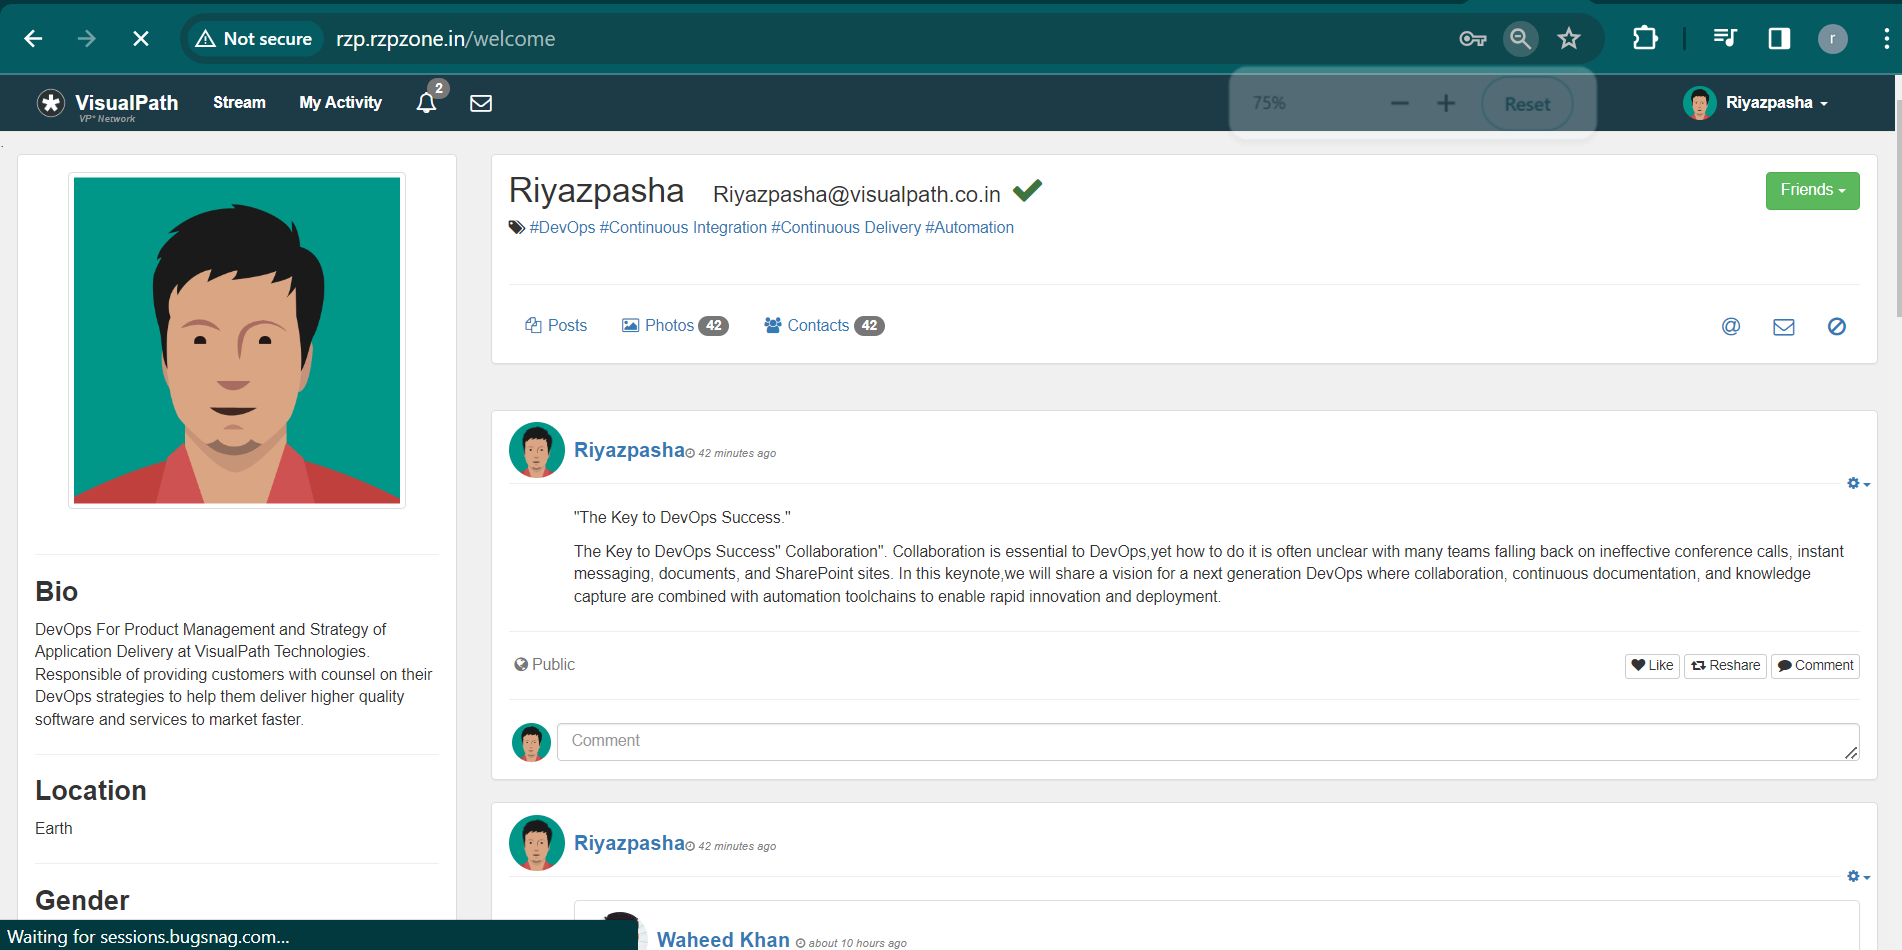 Not secure rzp.rzpzone.in/welcome
r
VisualPath
VP* Network
Stream My Activity 2
75% Reset
Riyazpasha
Riyazpasha Riyazpasha@visualpath.co.in
Friends
#DevOps #Continuous Integration #Continuous Delivery #Automation
Posts Photos 42 Contacts 42 @
Riyazpasha 42 minutes ago
"The Key to DevOps Success."
The Key to DevOps Success" Collaboration". Collaboration is essential to DevOps,yet how to do it is often unclear with many teams falling back on ineffective conference calls, instant
messaging, documents, and SharePoint sites. In this keynote,we will share a vision for a next generation DevOps where collaboration, continuous documentation, and knowledge
capture are combined with automation toolchains to enable rapid innovation and deployment.
Public
Like Reshare Comment
Comment
Riyazpasha 42 minutes ago
Waheed Khan about 10 hours ago
Bio
DevOps For Product Management and Strategy of
Application Delivery at VisualPath Technologies.
Responsible of providing customers with counsel on their
DevOps strategies to help them deliver higher quality
software and services to market faster.
Location
Earth
Gender
Waiting for sessions.bugsnag.com...